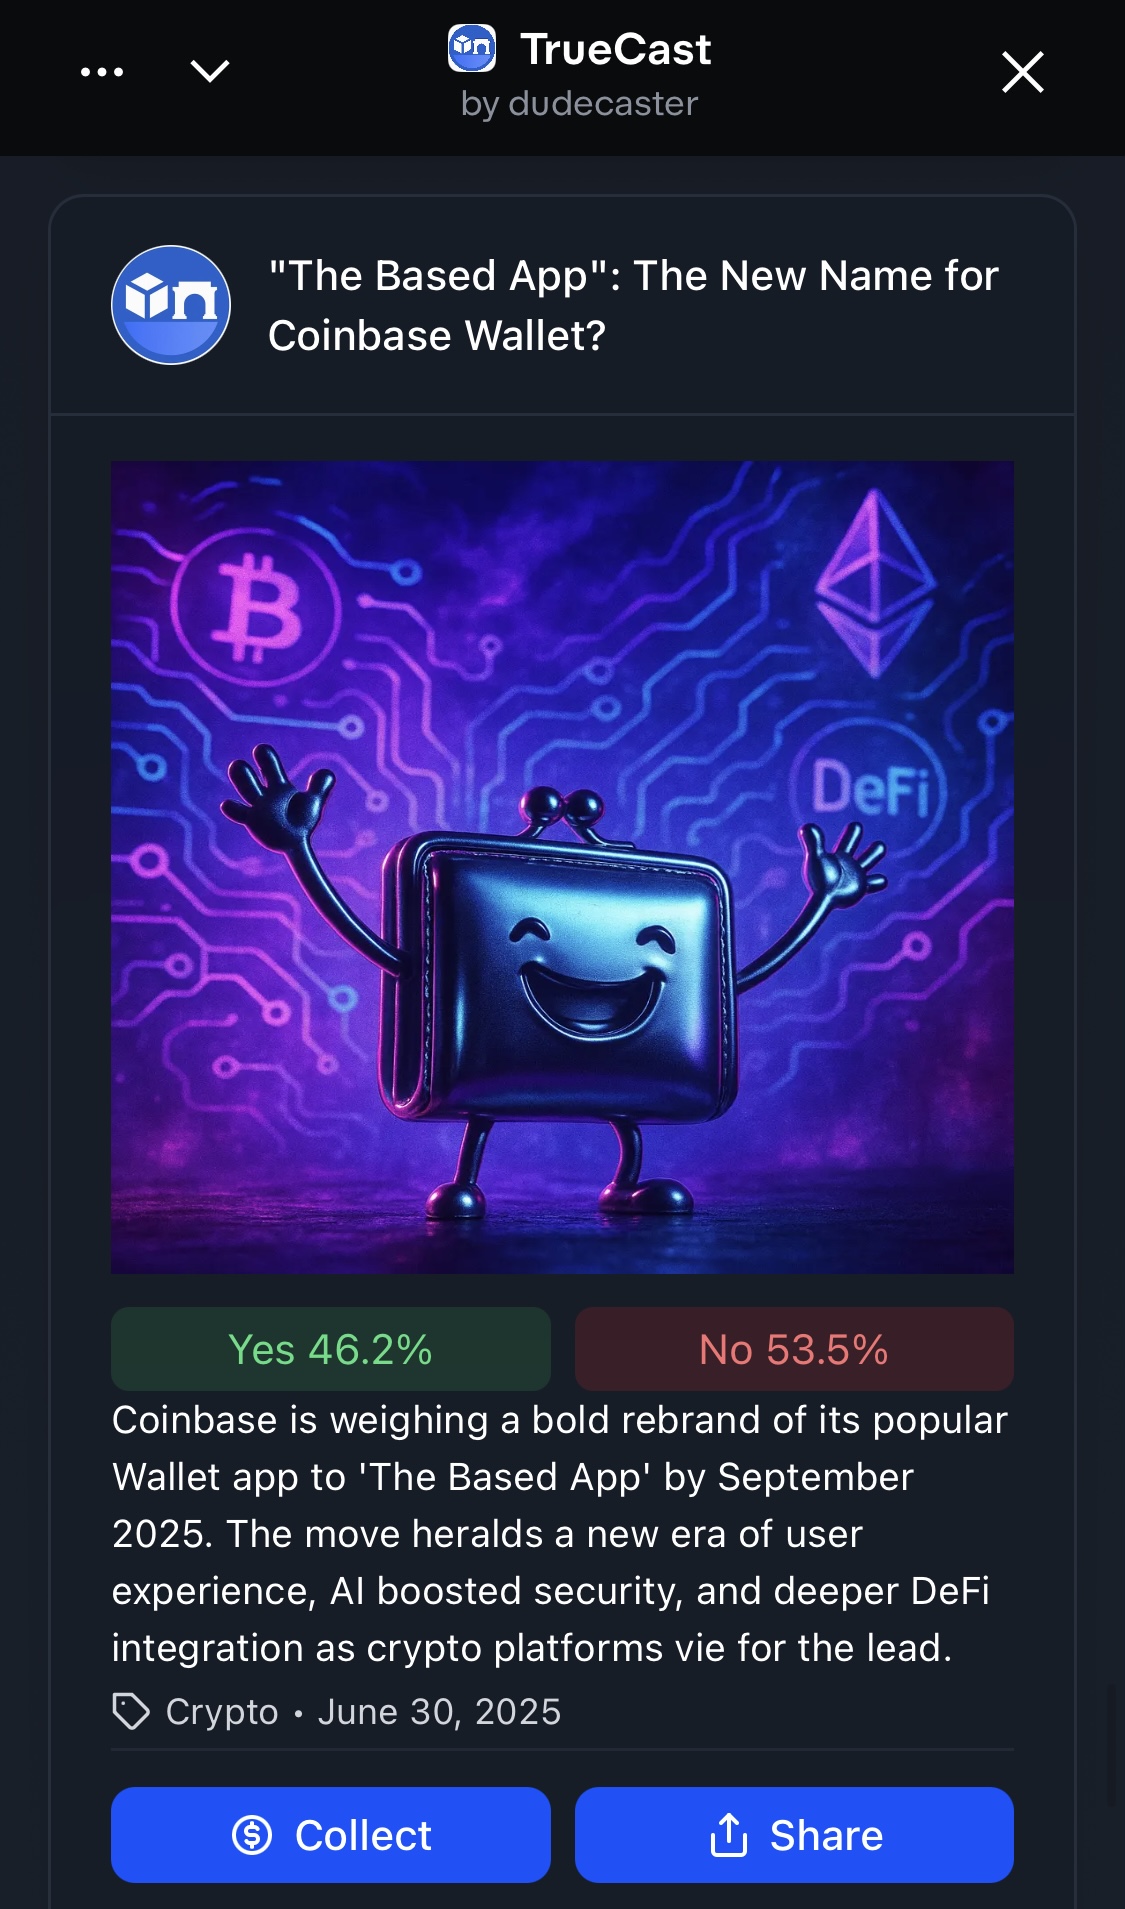 TrueCast
by dudecaster
"The Based App": The New Name for
Coinbase Wallet?
DeFi
Yes 46.2%
No 53.5%
Coinbase is weighing a bold rebrand of its popular
Wallet app to 'The Based App' by September
2025. The move heralds a new era of user
experience, AI boosted security, and deeper DeFi
integration as crypto platforms vie for the lead.
Crypto • June 30, 2025
Collect
Share